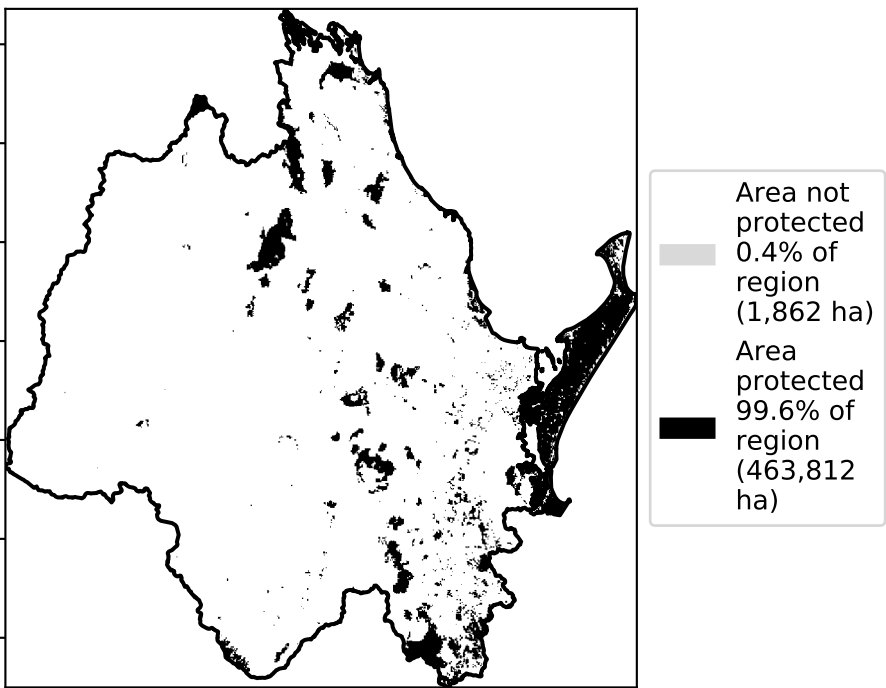 Area not
protected
0.4% of
region
(1,862 ha)
Area
protected
99.6% of
region
(463,812
ha)